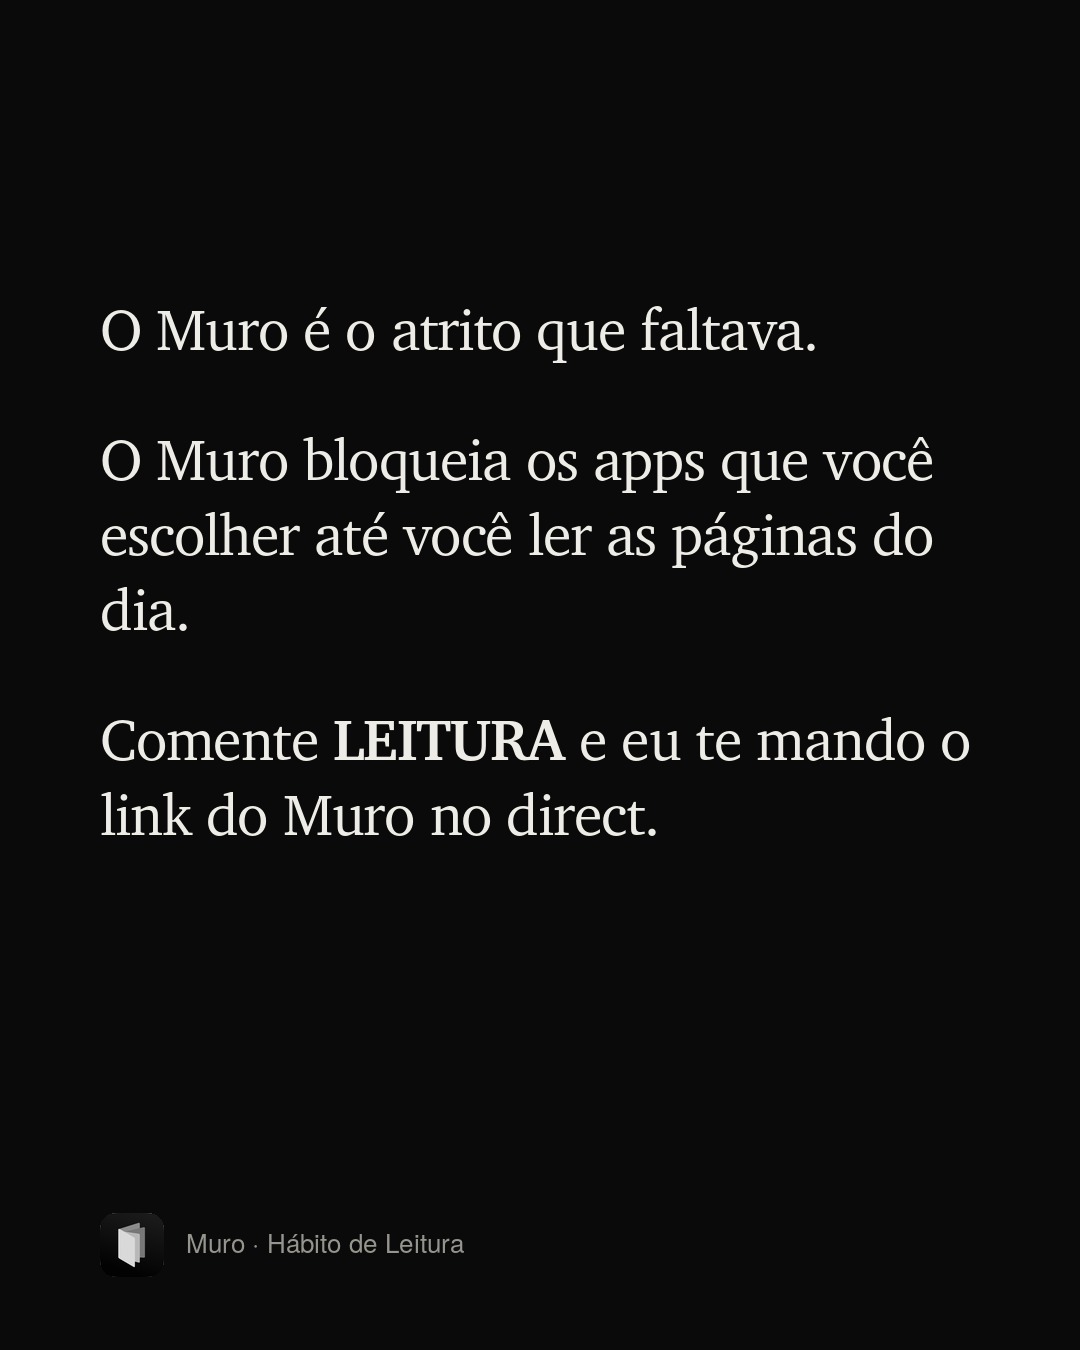 O Muro é o atrito que faltava.
O Muro bloqueia os apps que você
escolher até você ler as páginas do
dia.
Comente LEITURA e eu te mando o
link do Muro no direct.
Muro · Hábito de Leitura